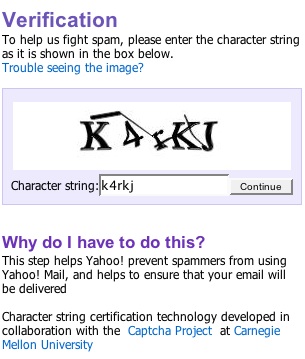 Verification
To help us fight spam, please enter the character string
as it is shown in the box below.
Trouble seeing the image?
K4rKJ
Character string: k4rkj Continue
Why do I have to do this?
This step helps Yahoo! prevent spammers from using
Yahoo! Mail, and helps to ensure that your email will
be delivered
Character string certification technology developed in
collaboration with the Captcha Project at Carnegie
Mellon University